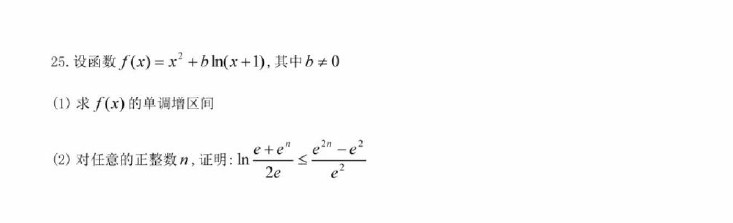 25. 设函数 f(x) = x² + b ln(x+1), 其中 b ≠ 0
(1) 求 f(x) 的单调增区间
(2) 对任意的正整数 n, 证明: ln (e+eⁿ)/(2e) ≤ (e²ⁿ − e²)/e²